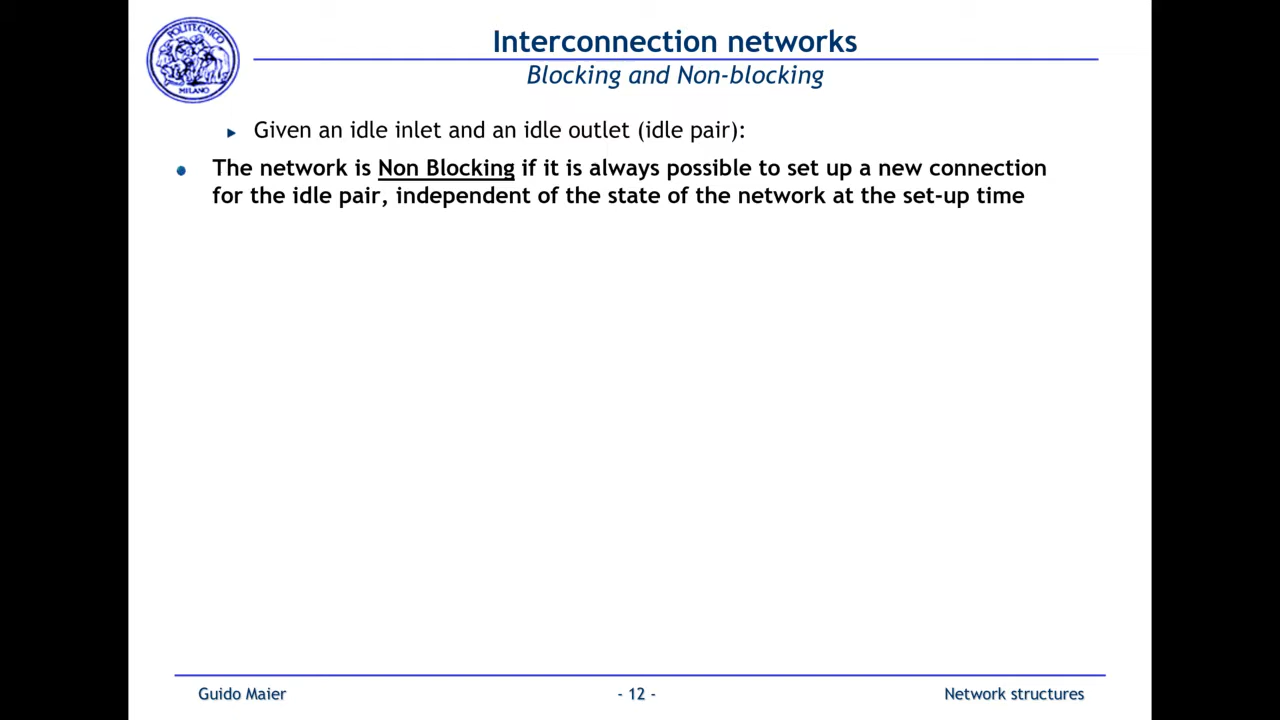 POLITECNICO
MILANO
Interconnection networks
Blocking and Non-blocking
Given an idle inlet and an idle outlet (idle pair):
The network is Non Blocking if it is always possible to set up a new connection
for the idle pair, independent of the state of the network at the set-up time
Guido Maier
- 12 -
Network structures